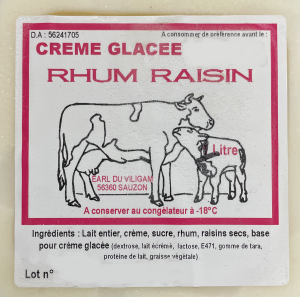 D.A : 56241705 A consommer de préférence avant le :
CREME GLACEE
RHUM RAISIN
1 Litre
EARL DU VILIGAM
56360 SAUZON
A conserver au congélateur à -18°C
Ingrédients : Lait entier, crème, sucre, rhum, raisins secs, base
pour crème glacée (dextrose, lait écrémé, lactose, E471, gomme de tara,
protéine de lait, graisse végétale)
Lot n°